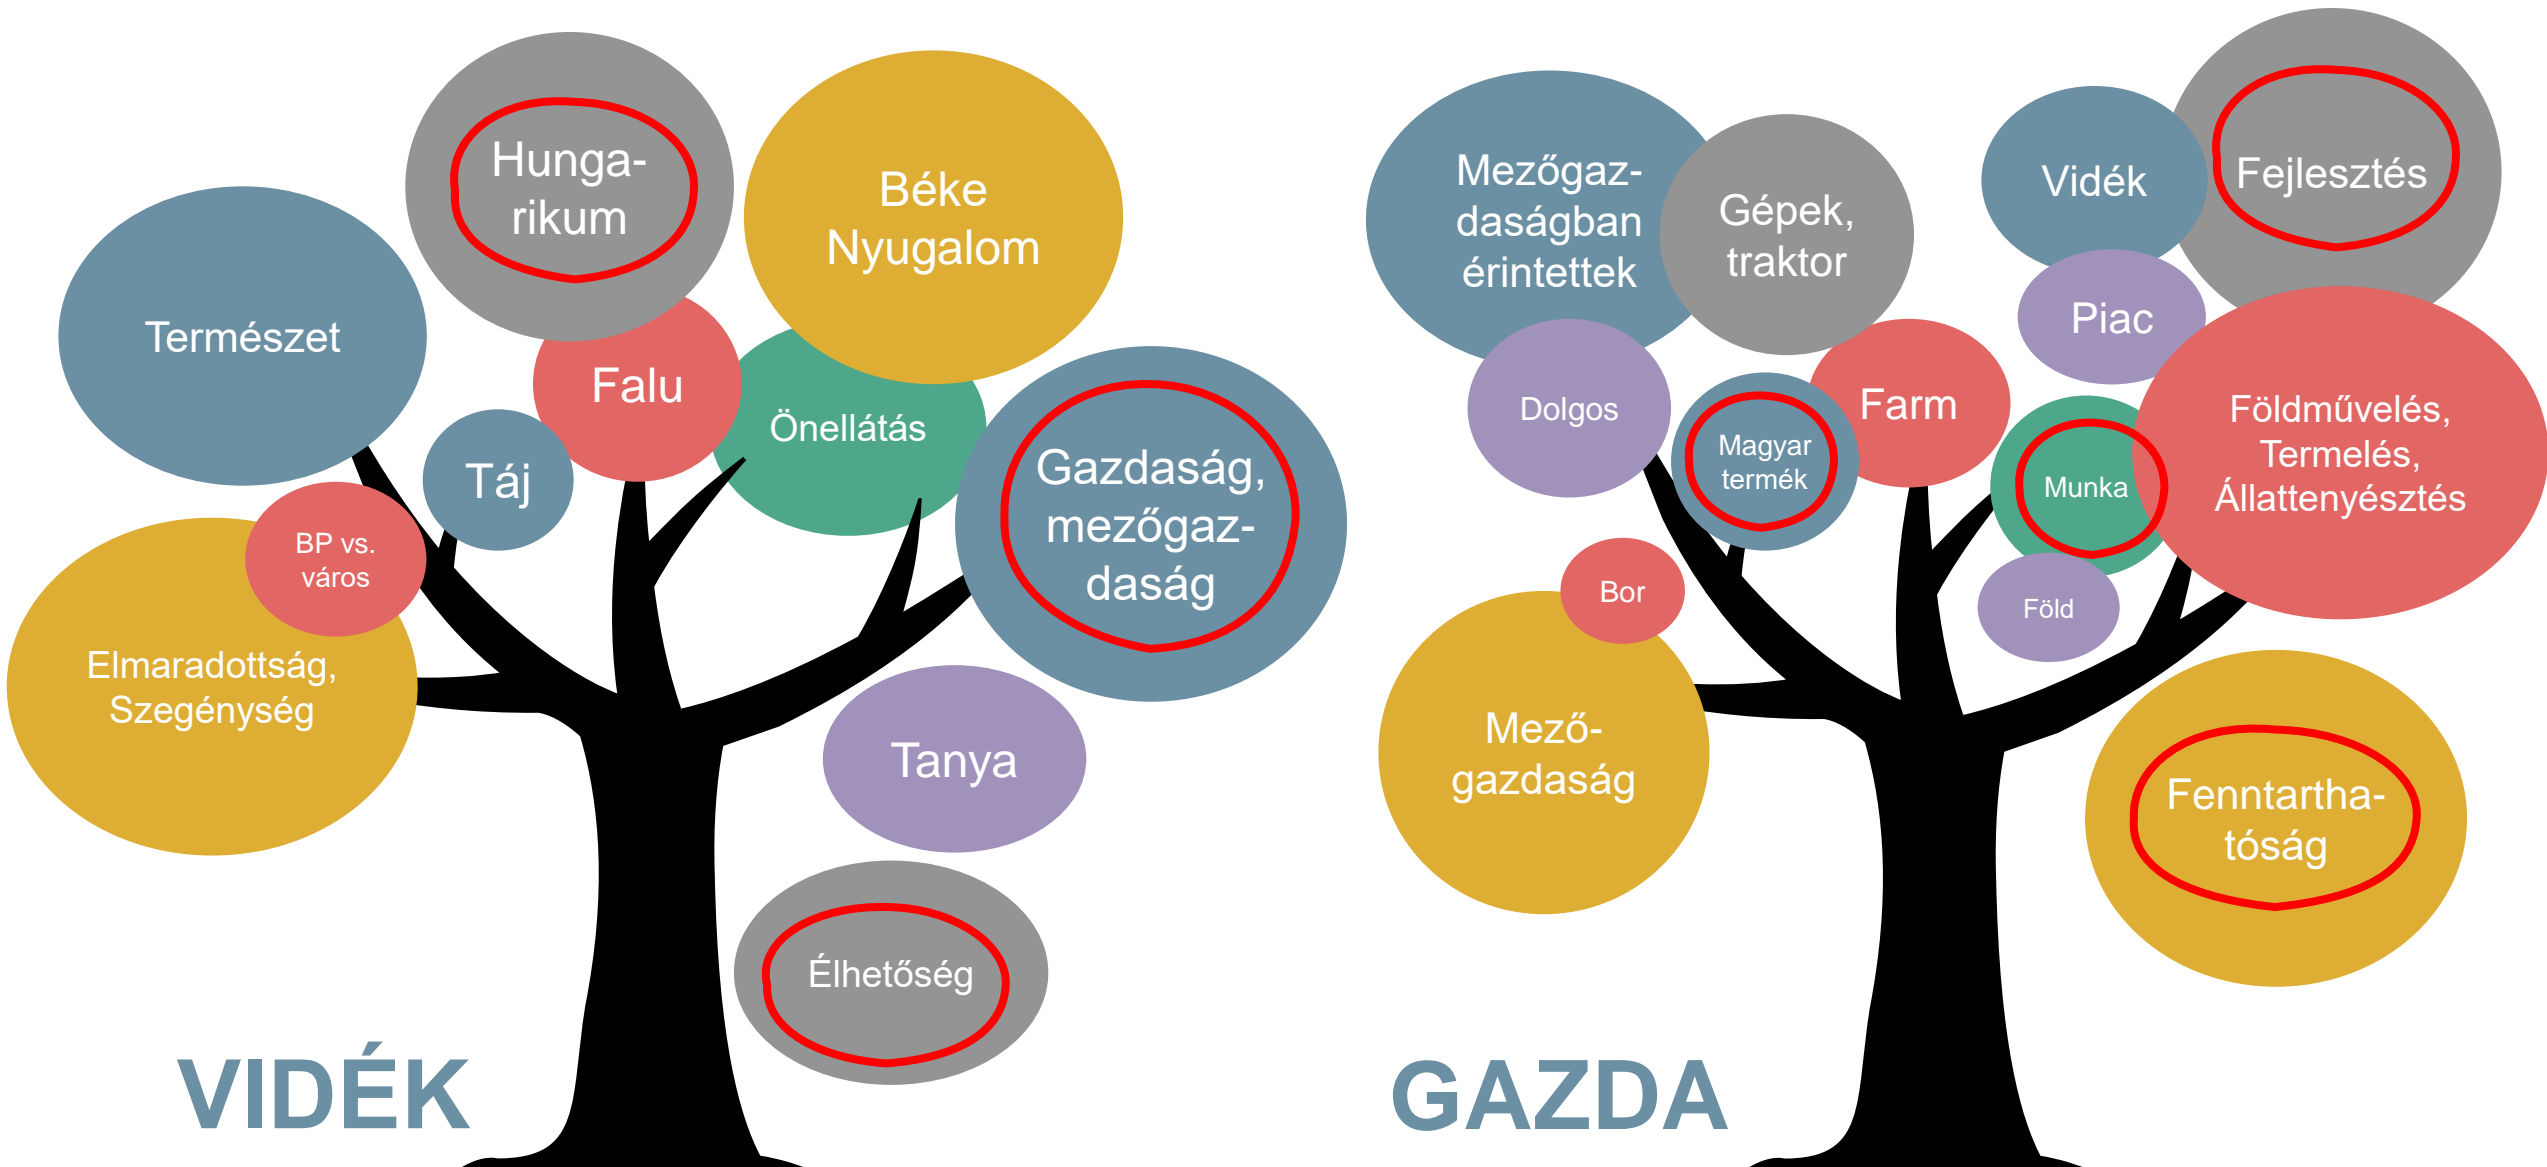 Hunga-
rikum
Béke
Nyugalom
Természet
Falu
Önellátás
Táj
Gazdaság,
mezőgaz-
daság
BP vs.
város
Elmaradottság,
Szegénység
Tanya
Élhetőség
VIDÉK
Mezőgaz-
daságban
érintettek
Gépek,
traktor
Vidék
Fejlesztés
Piac
Dolgos
Magyar
termék
Farm
Munka
Földművelés,
Termelés,
Állattenyésztés
Bor
Föld
Mező-
gazdaság
Fenntartha-
tóság
GAZDA